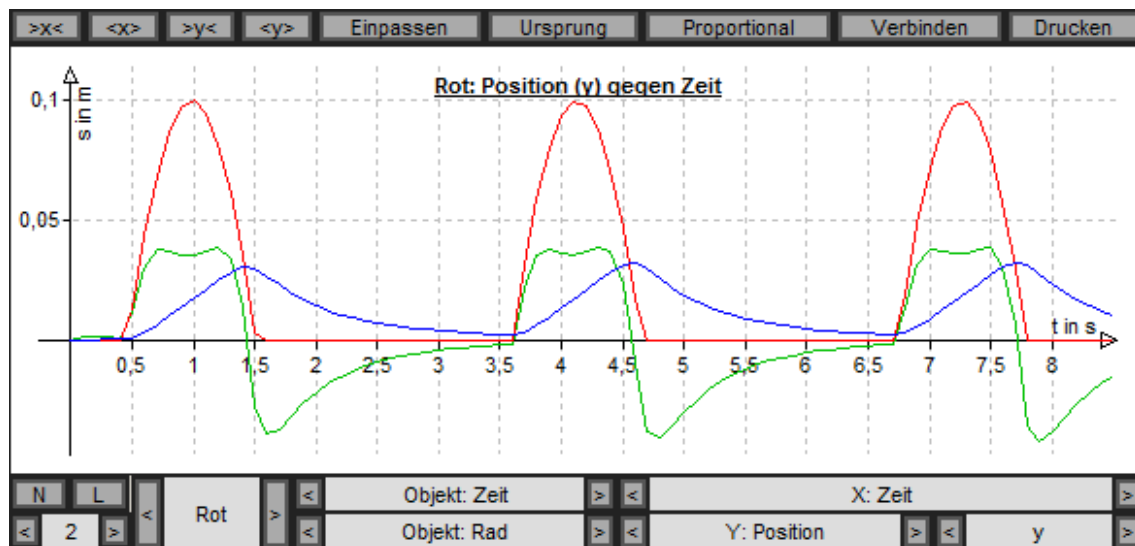 >x< <x> >y< <y> Einpassen Ursprung Proportional Verbinden Drucken
Rot: Position (y) gegen Zeit
s in m
0,1
0,05
t in s
0,5 1 1,5 2 2,5 3 3,5 4 4,5 5 5,5 6 6,5 7 7,5 8
N L < Rot > < Objekt: Zeit > < X: Zeit >
< 2 > < Objekt: Rad > < Y: Position > < y >